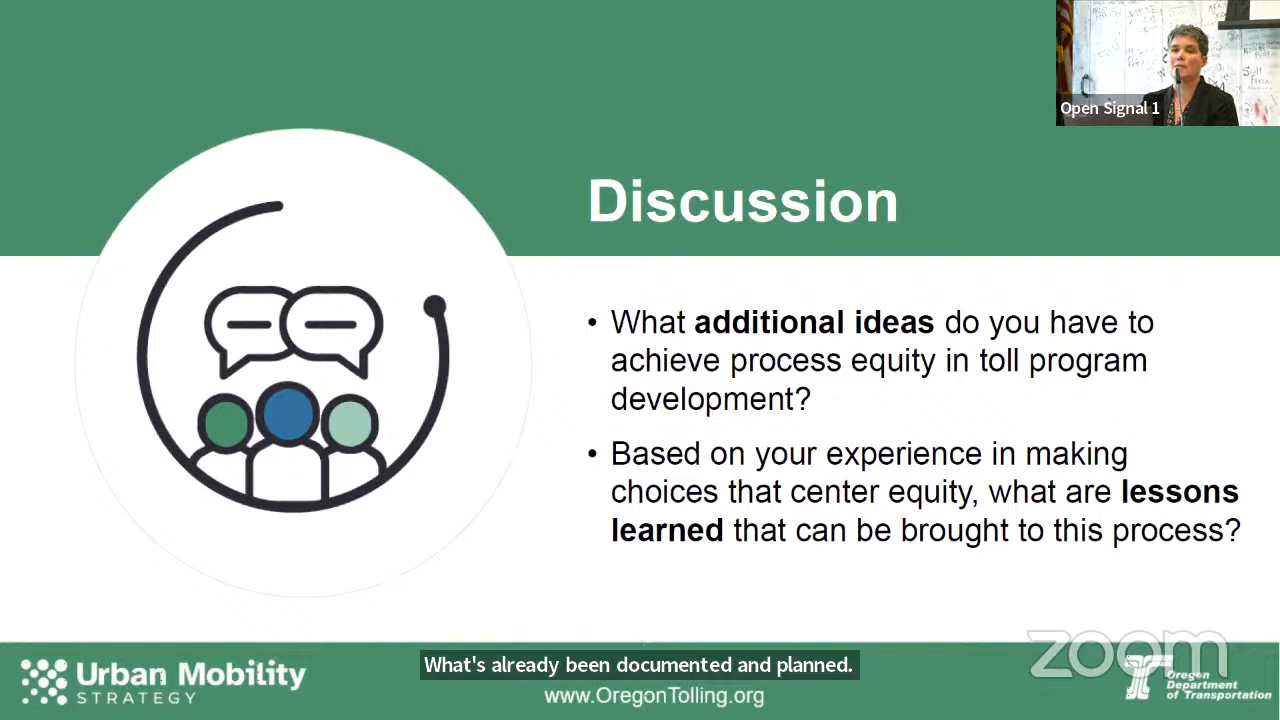 Open Signal 1
Discussion
• What additional ideas do you have to
achieve process equity in toll program
development?
• Based on your experience in making
choices that center equity, what are lessons
learned that can be brought to this process?
Urban Mobility
STRATEGY
What's already been documented and planned.
www.OregonTolling.org
zoom
Oregon
Department
of Transportation